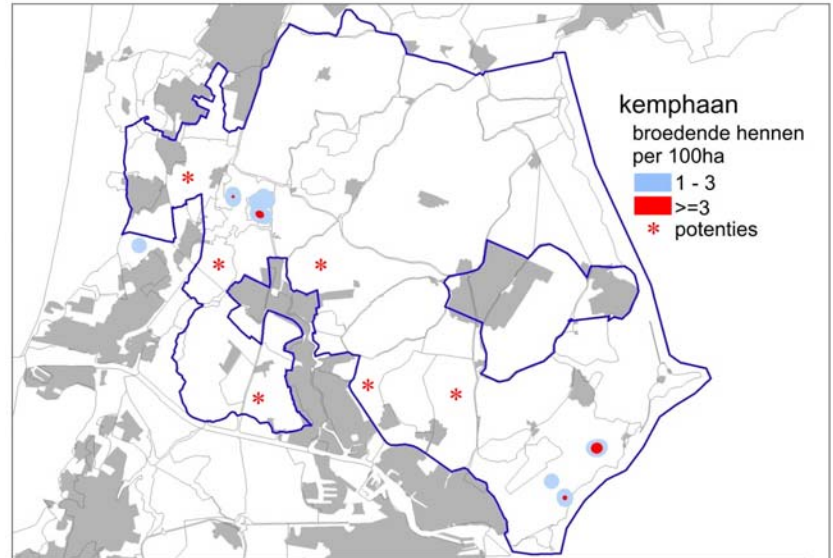 kemphaan
broedende hennen
per 100ha
1 - 3
>=3
* potenties